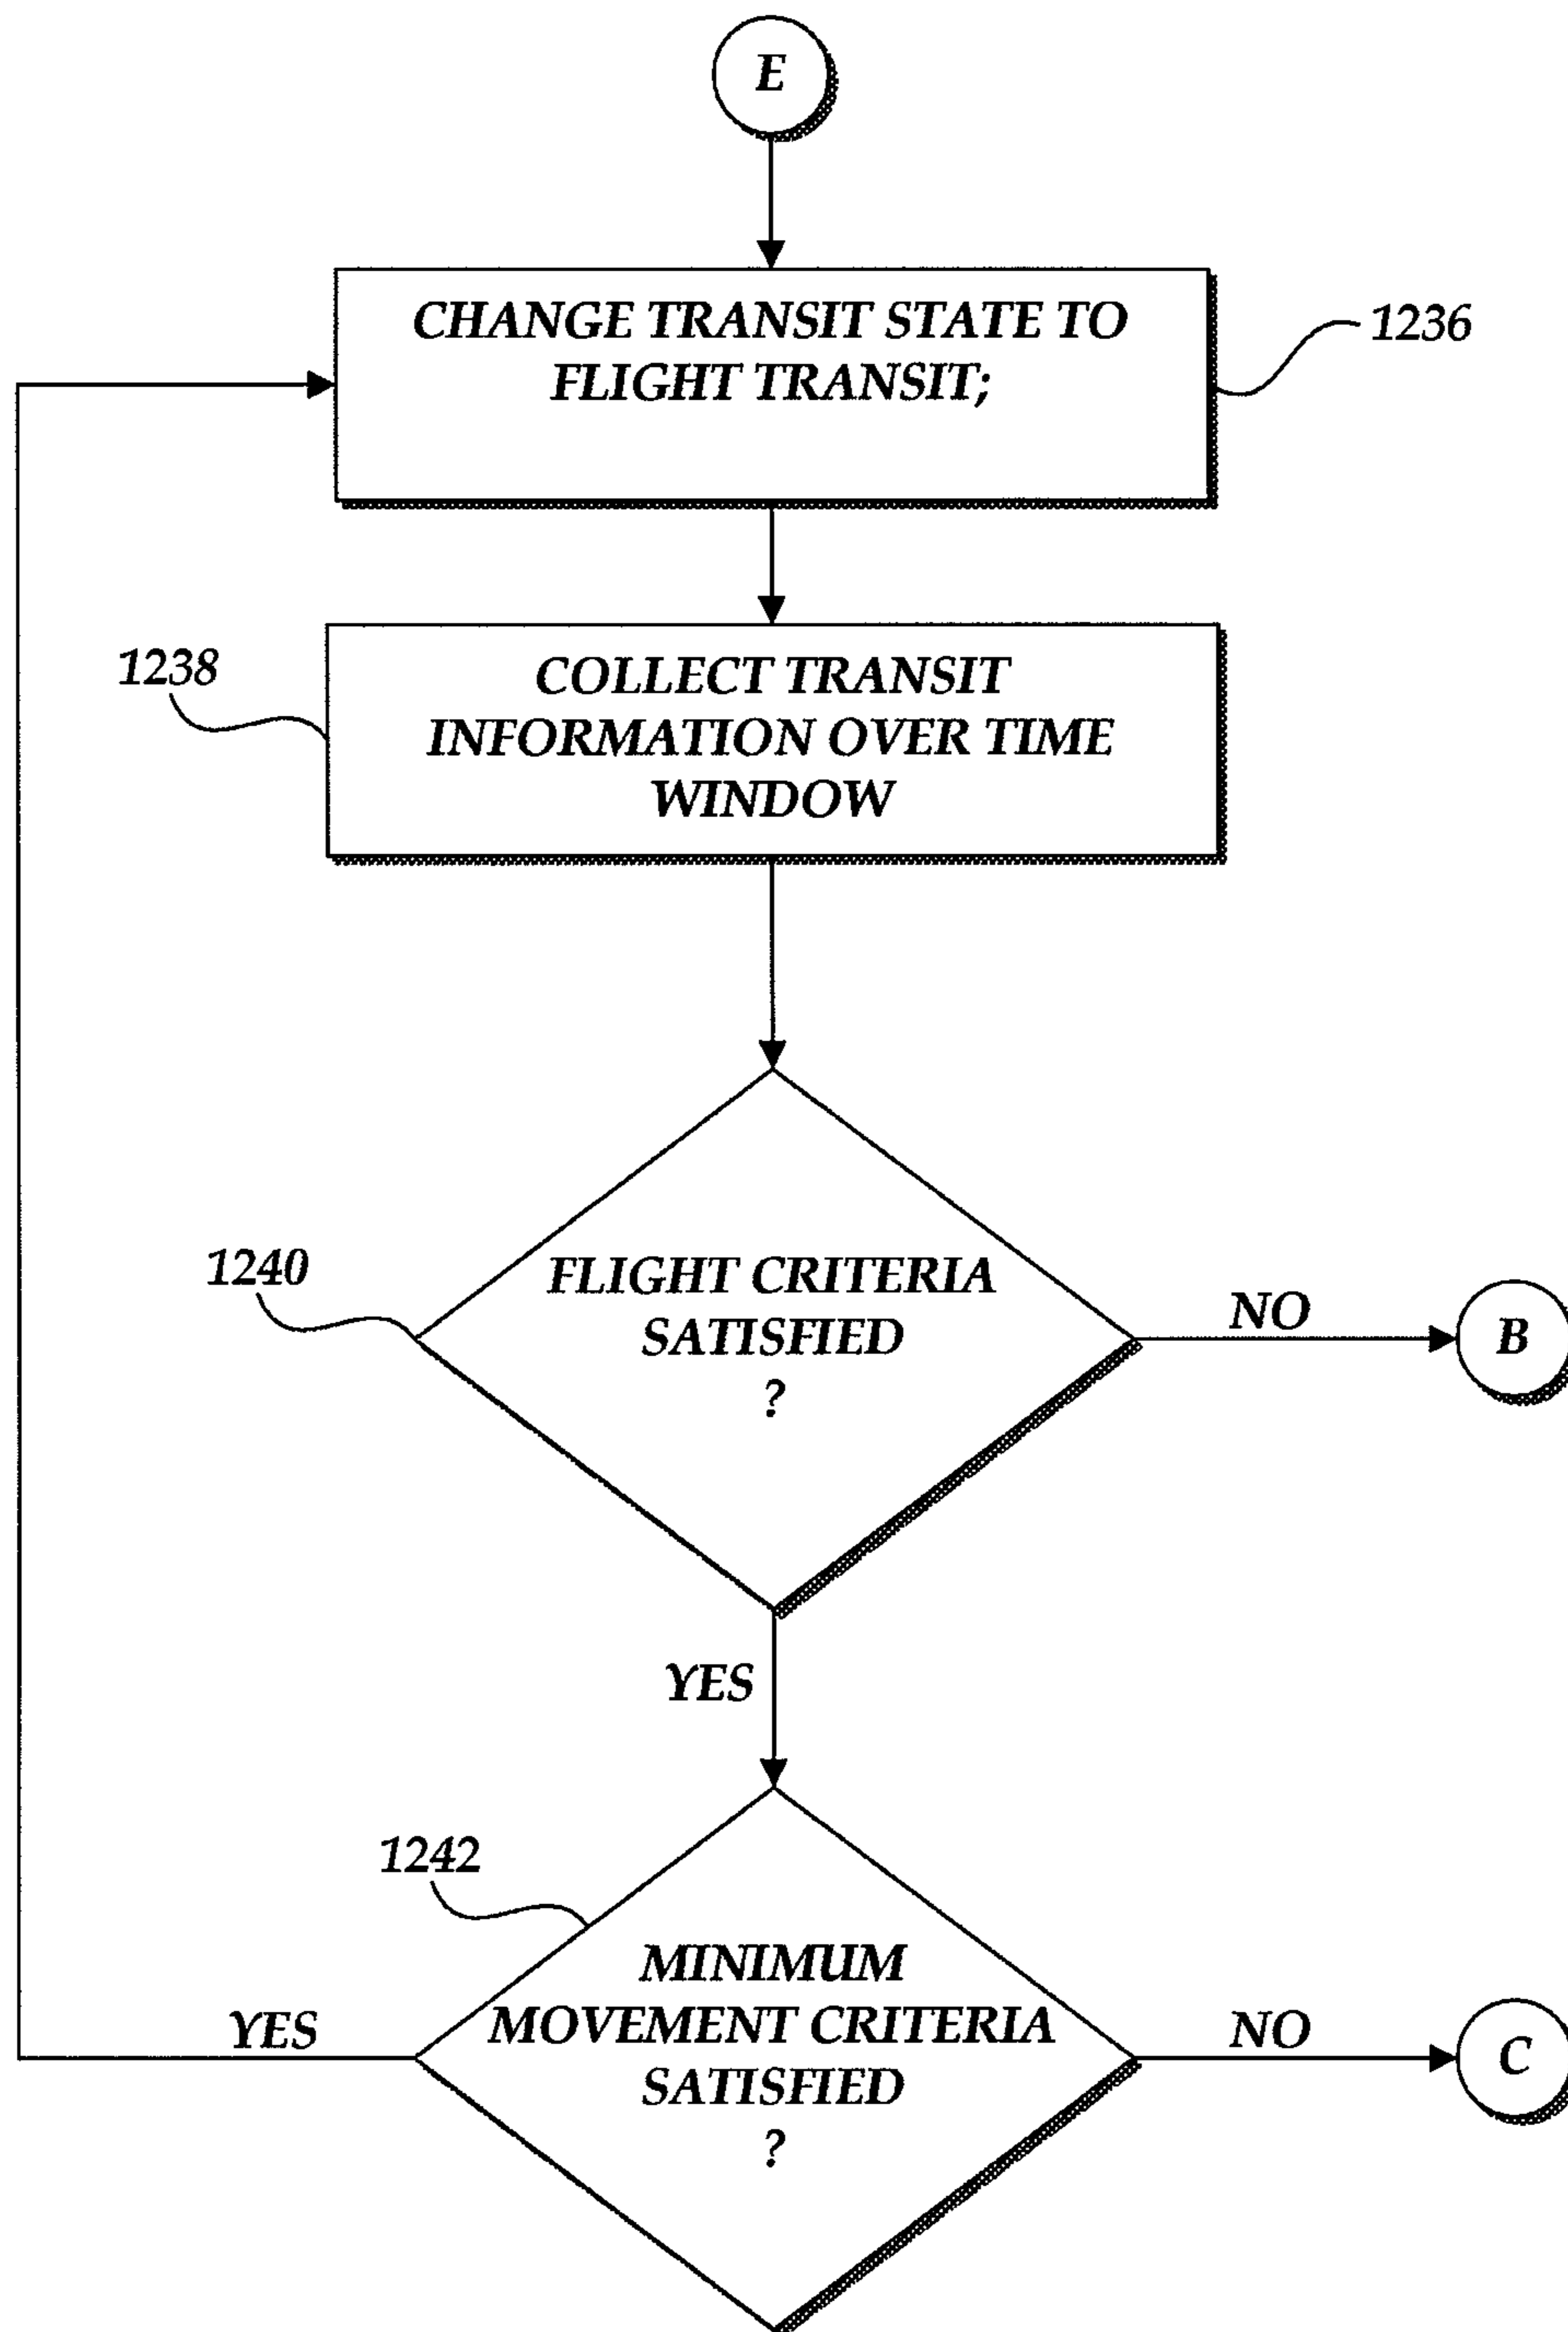 E
CHANGE TRANSIT STATE TO
FLIGHT TRANSIT;
1236
1238
COLLECT TRANSIT
INFORMATION OVER TIME
WINDOW
1240
FLIGHT CRITERIA
SATISFIED
?
NO
B
YES
1242
MINIMUM
MOVEMENT CRITERIA
SATISFIED
?
YES
NO
C